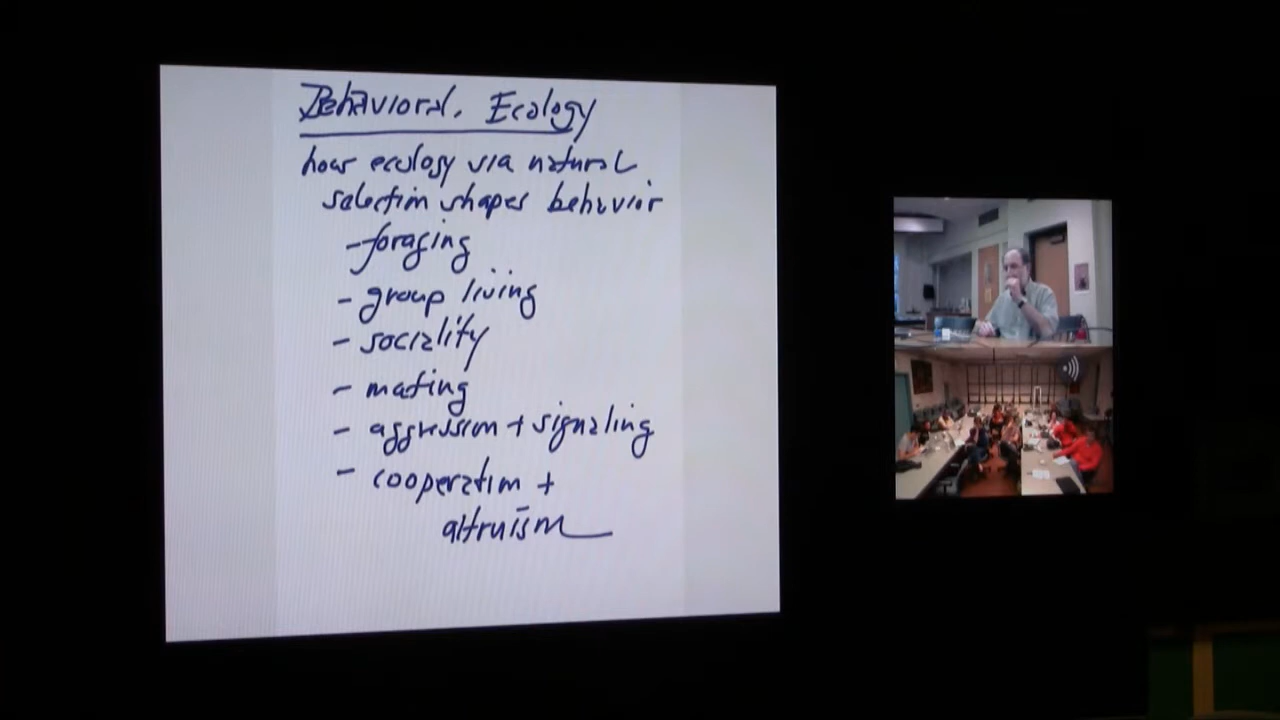 Behavioral Ecology
how ecology via natural
selection shapes behavior
- foraging
- group living
- sociality
- mating
- aggression + signaling
- cooperation +
altruism